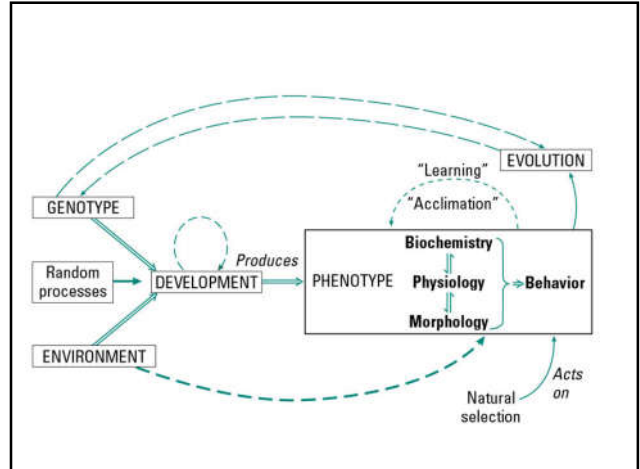 EVOLUTION
"Learning"
"Acclimation"
GENOTYPE
Random
processes
DEVELOPMENT
Produces
ENVIRONMENT
PHENOTYPE
Biochemistry
Physiology
Morphology
Behavior
Natural
selection
Acts
on